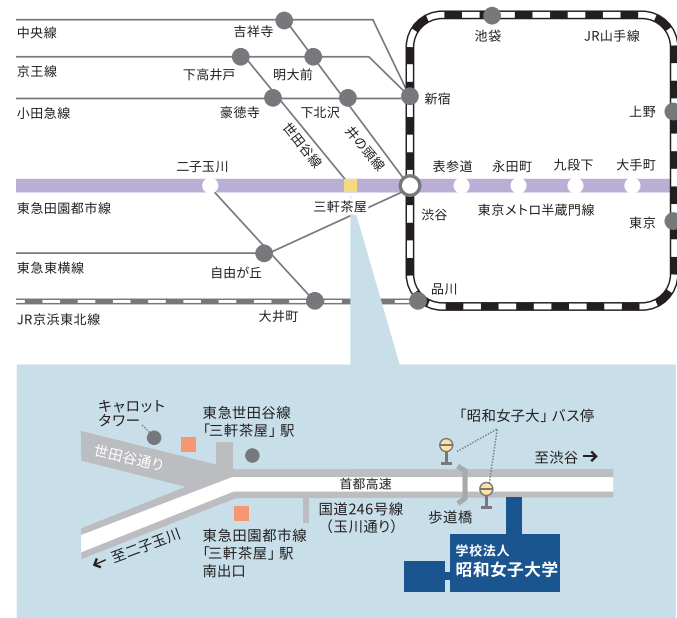 中央線
吉祥寺
池袋
JR山手線
京王線
下高井戸
明大前
小田急線
豪徳寺
下北沢
新宿
上野
世田谷線
井の頭線
二子玉川
表参道
永田町
九段下
大手町
東急田園都市線
三軒茶屋
渋谷
東京メトロ半蔵門線
東京
東急東横線
自由が丘
品川
JR京浜東北線
大井町
キャロット
タワー
東急世田谷線
「三軒茶屋」駅
「昭和女子大」バス停
世田谷通り
至渋谷→
首都高速
国道246号線
(玉川通り)
歩道橋
←至二子玉川
東急田園都市線
「三軒茶屋」駅
南出口
学校法人
昭和女子大学